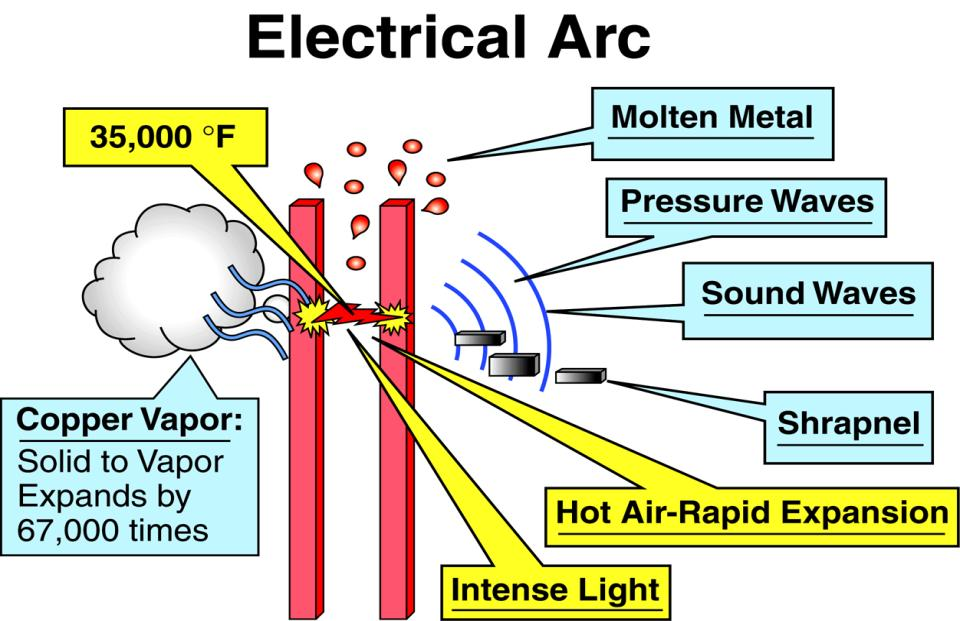 Electrical Arc
35,000 °F
Molten Metal
Pressure Waves
Sound Waves
Shrapnel
Copper Vapor:
Solid to Vapor
Expands by
67,000 times
Hot Air-Rapid Expansion
Intense Light